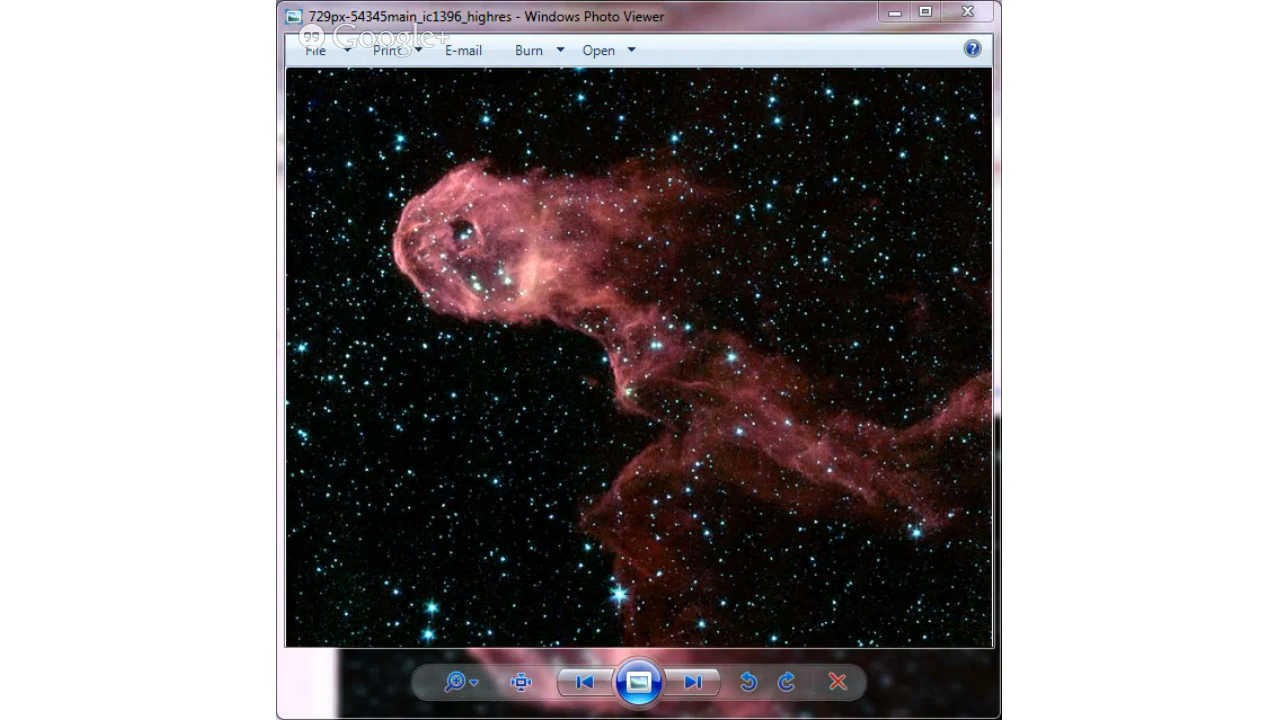 729px-54345main_ic1396_highres - Windows Photo Viewer
Google+
File Print E-mail Burn Open